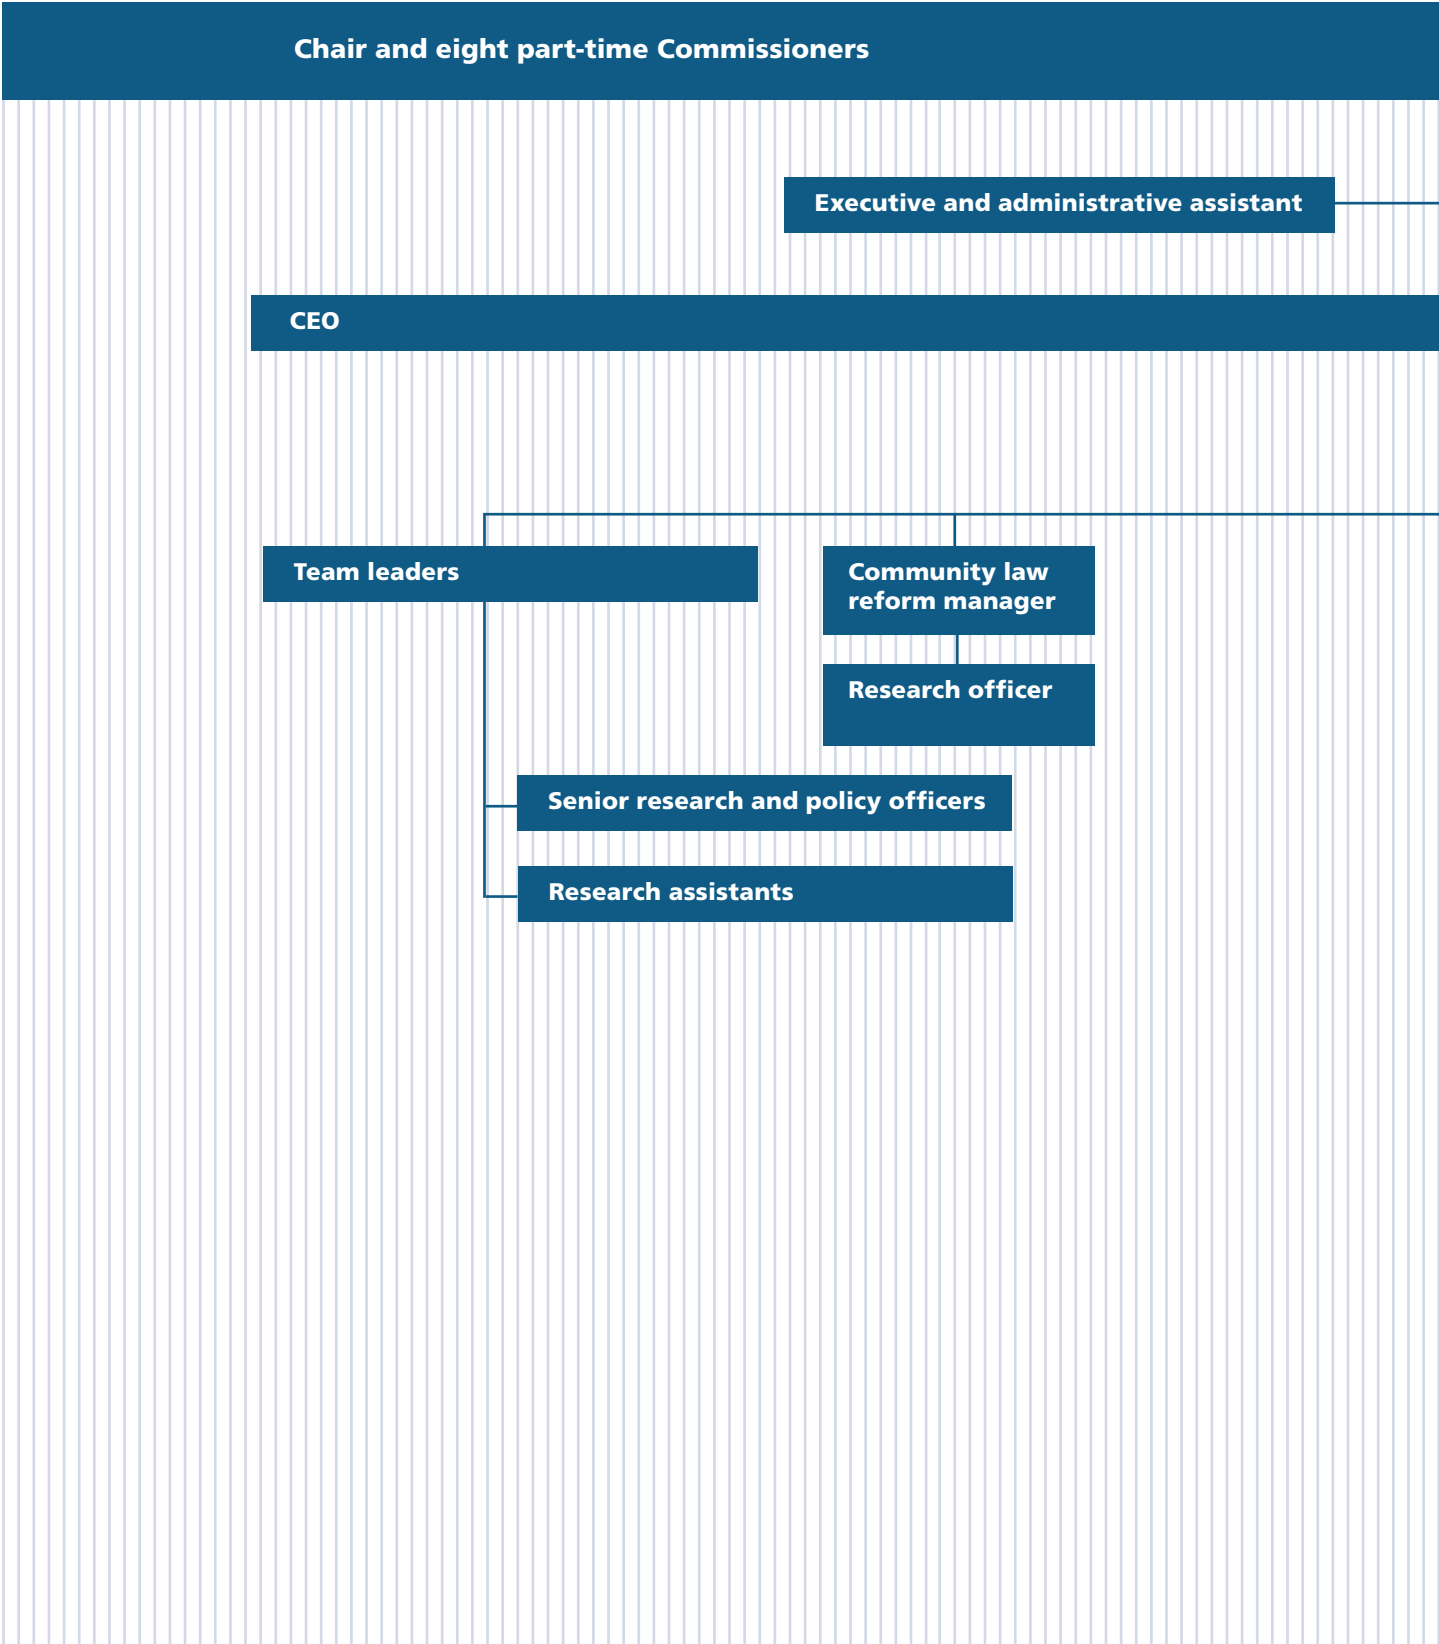 Chair and eight part-time Commissioners
Executive and administrative assistant
CEO
Team leaders
Community law
reform manager
Research officer
Senior research and policy officers
Research assistants